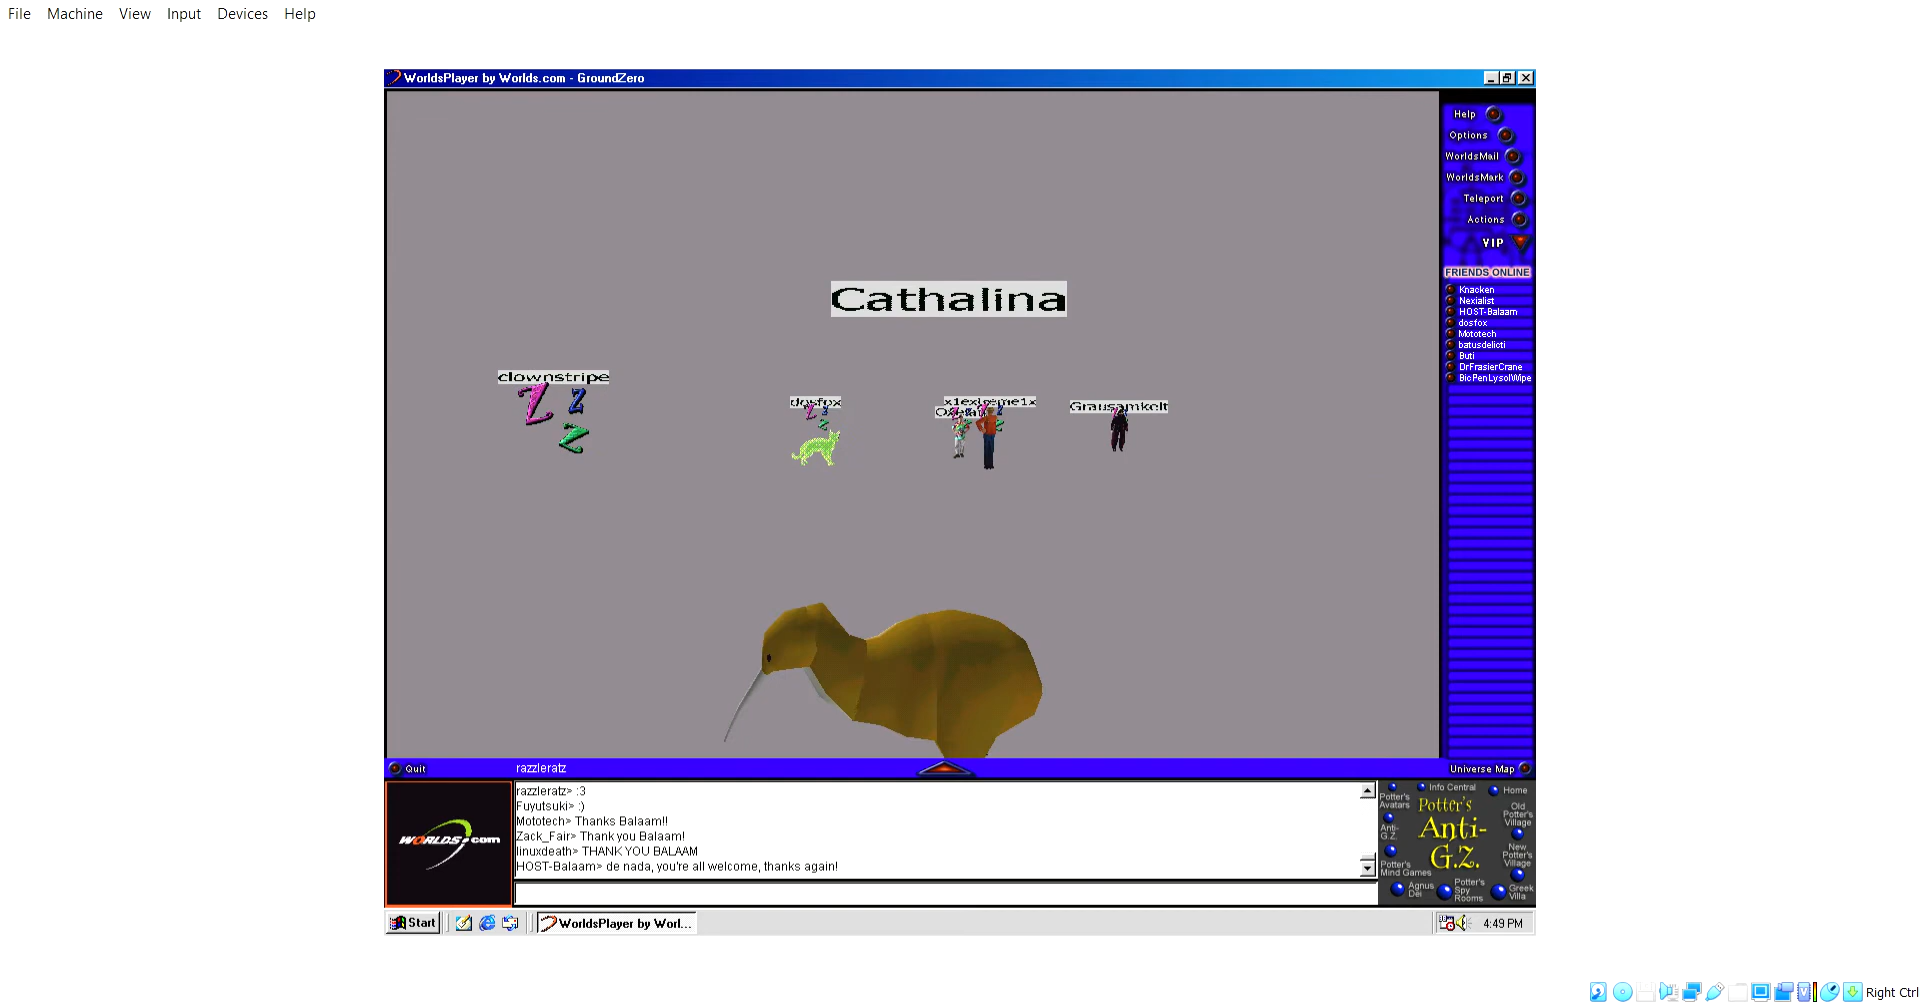 File Machine View Input Devices Help
WorldsPlayer by Worlds.com - GroundZero
Help
Options
WorldsMail
WorldsMark
Teleport
Actions
VIP
FRIENDS ONLINE
Knacken
Nexialist
HOST-Balaam
dosfox
Mototech
batusdelicti
Buti
DrFrasierCrane
BicPenLysolWipe
Cathalina
clownstripe
dosfox
x1extreme1x
Grausamkeit
Quit
razzleratz
Universe Map
WORLDS.com
razzleratz> :3
Fuyutsuki> :)
Mototech> Thanks Balaam!!
Zack_Fair> Thank you Balaam!
linuxdeath> THANK YOU BALAAM
HOST-Balaam> de nada, you're all welcome, thanks again!
Potter's Avatars
Info Central
Home
Potter's Anti-G.Z.
Old Potter's Village
Anti-G.Z.
New Potter's Village
Potter's Mind Games
Agnus Dei
Potter's Spy Rooms
Greek Villa
Start
WorldsPlayer by Worl...
4:49 PM
Right Ctrl